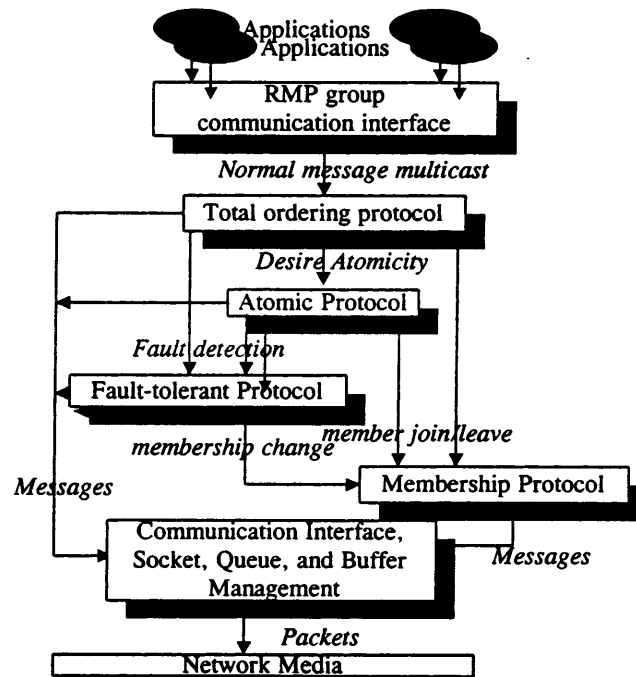 Applications
Applications
RMP group
communication interface
Normal message multicast
Total ordering protocol
Desire Atomicity
Atomic Protocol
Fault detection
Fault-tolerant Protocol
member join/leave
membership change
Membership Protocol
Messages
Communication Interface,
Socket, Queue, and Buffer
Management
Messages
Packets
Network Media